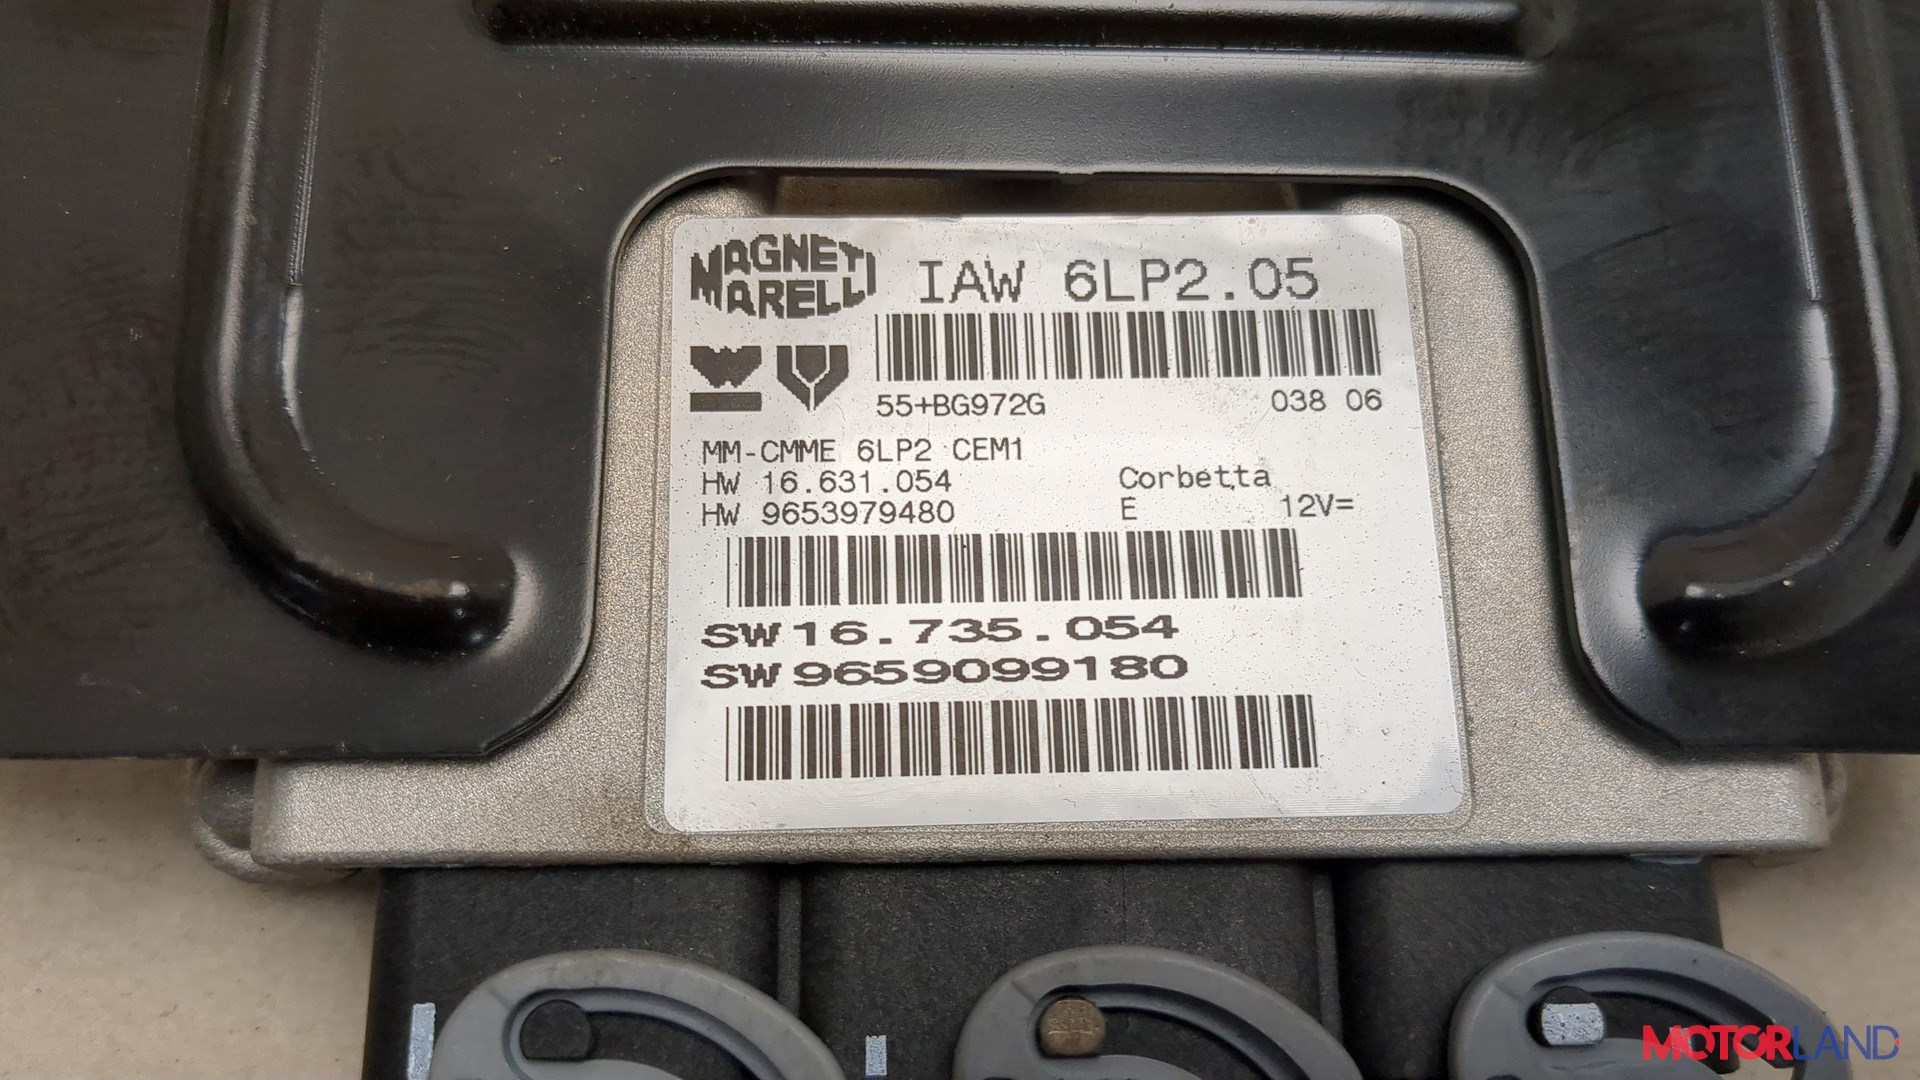 MAGNETI
MARELLI
IAW 6LP2.05
55+BG972G 038 06
MM-CMME 6LP2 CEM1
HW 16.631.054 Corbetta
HW 9653979480 E 12V=
SW 16.735.054
SW 9659099180
MOTORLAND